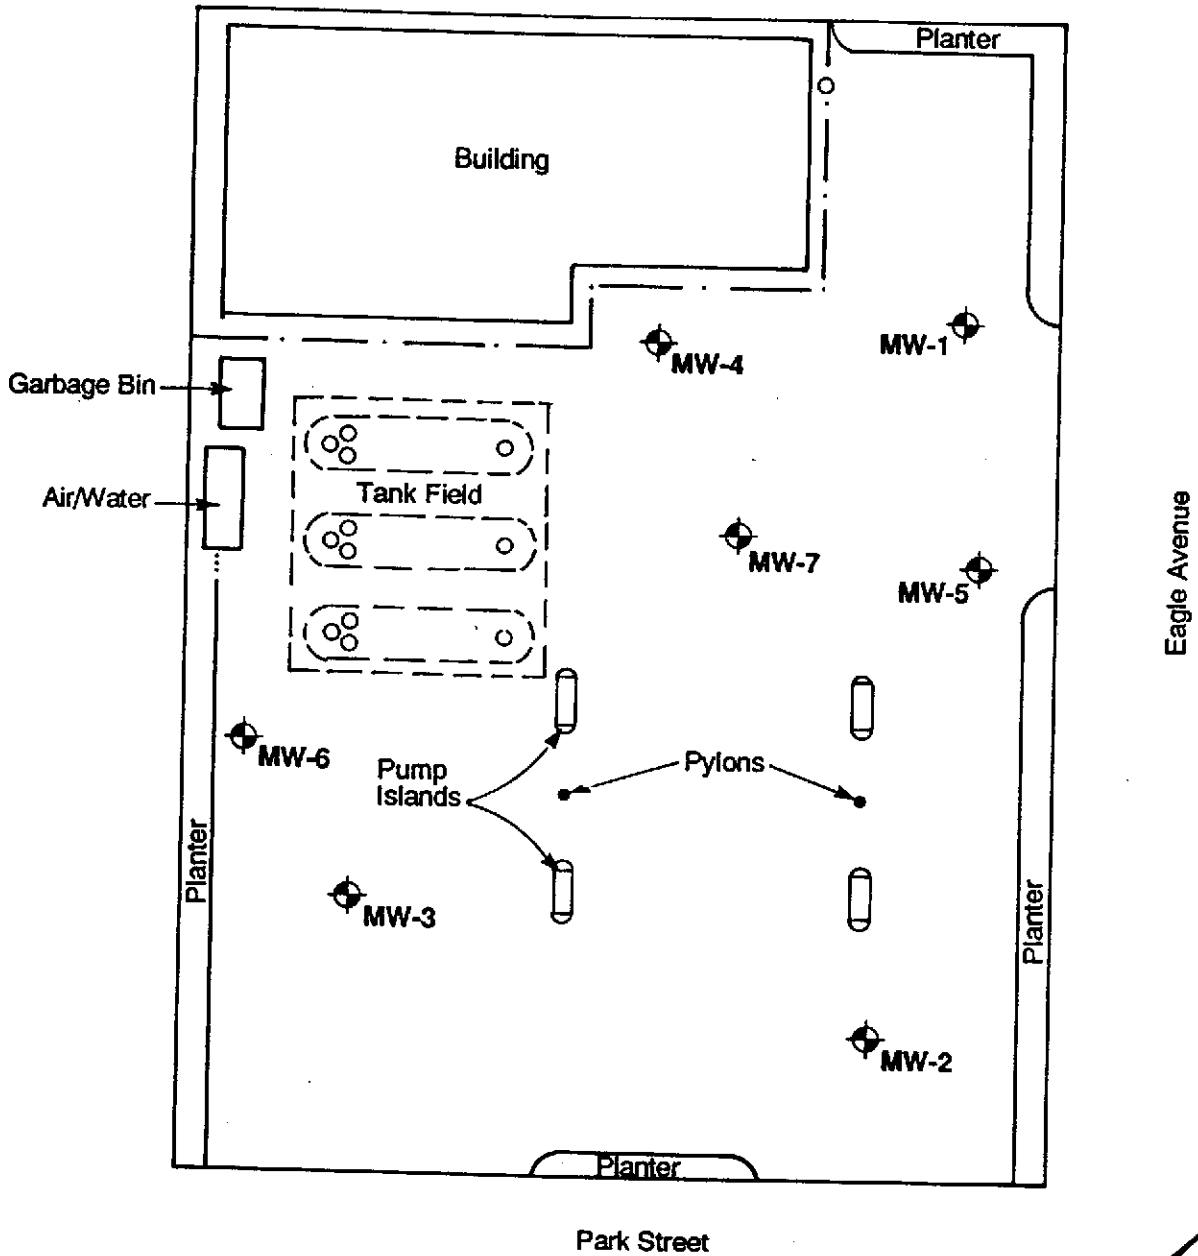 Planter
Building
MW-1
MW-4
Garbage Bin
Tank Field
Air/Water
MW-7
MW-5
Eagle Avenue
MW-6
Pump
Islands
Pylons
Planter
MW-3
Planter
MW-2
Planter
Park Street